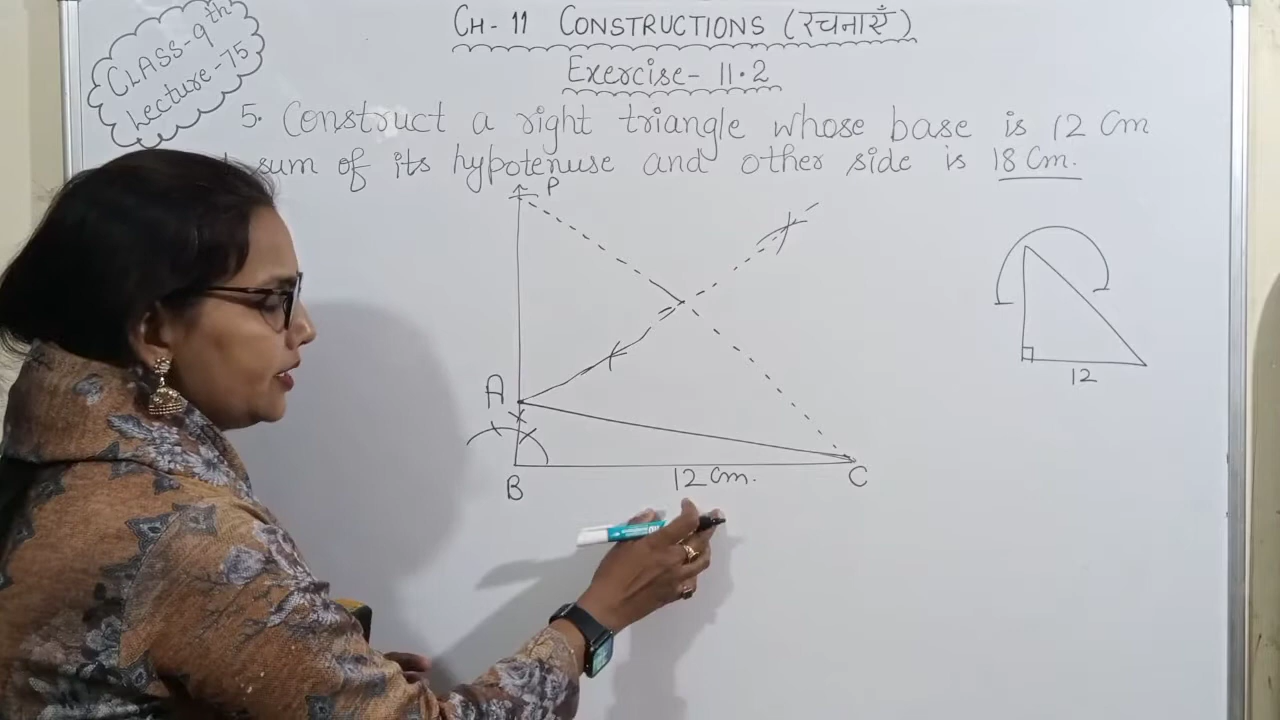 CLASS-9th
Lecture-75
CH-11 CONSTRUCTIONS (रचनाएँ)
Exercise-11.2
5. Construct a right triangle whose base is 12 Cm
sum of its hypotenuse and other side is 18 Cm.
P
A
B
12 Cm.
C
12